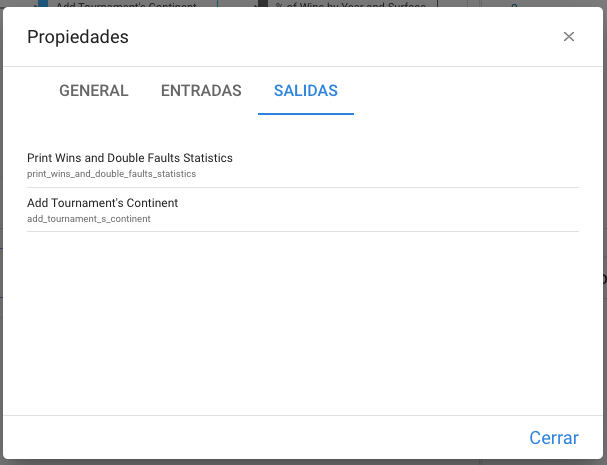 Add Tournament's Continent
% of Wins by Year and Surface
Propiedades
GENERAL ENTRADAS SALIDAS
Print Wins and Double Faults Statistics
print_wins_and_double_faults_statistics
Add Tournament's Continent
add_tournament_s_continent
Cerrar